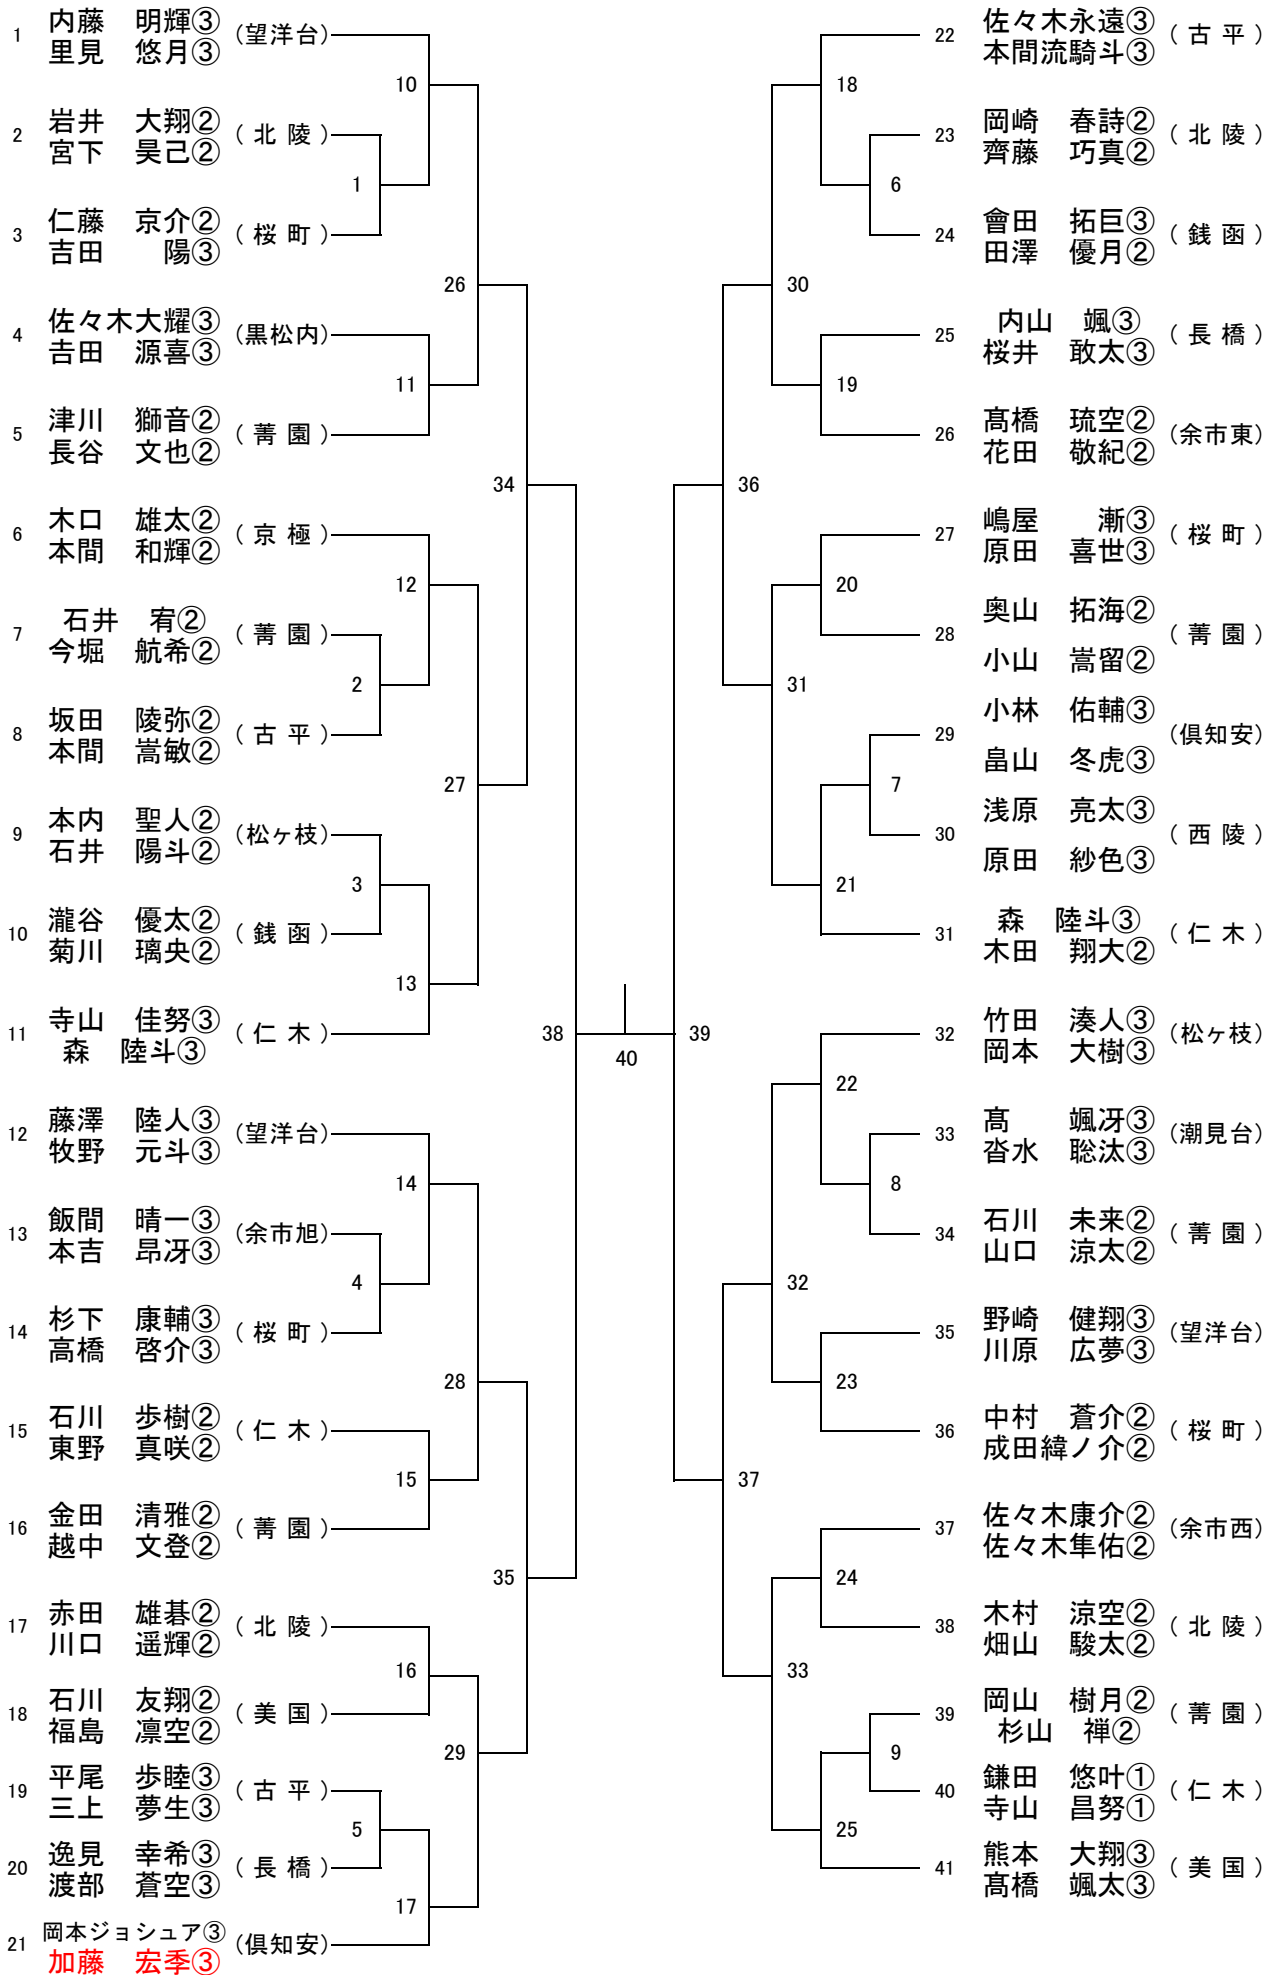 1 内藤 明輝③ (望洋台)
里見 悠月③
2 岩井 大翔② (北陵)
宮下 昊己②
3 仁藤 京介② (桜町)
吉田 陽③
4 佐々木大耀③ (黒松内)
吉田 源喜③
5 津川 獅音② (菁園)
長谷 文也②
6 木口 雄太② (京極)
本間 和輝②
7 石井 宥② (菁園)
今堀 航希②
8 坂田 陵弥② (古平)
本間 嵩敏②
9 本内 聖人② (松ヶ枝)
石井 陽斗②
10 瀧谷 優太② (銭函)
菊川 璃央②
11 寺山 佳努③ (仁木)
森 陸斗③
12 藤澤 陸人③ (望洋台)
牧野 元斗③
13 飯間 晴一③ (余市旭)
本吉 昂冴③
14 杉下 康輔③ (桜町)
高橋 啓介③
15 石川 歩樹② (仁木)
東野 真咲②
16 金田 清雅② (菁園)
越中 文登②
17 赤田 雄碁② (北陵)
川口 遥輝②
18 石川 友翔② (美国)
福島 凛空②
19 平尾 歩睦③ (古平)
三上 夢生③
20 逸見 幸希③ (長橋)
渡部 蒼空③
21 岡本ジョシュア③ (倶知安)
加藤 宏季③
1
2
3
4
5
10
11
12
13
14
15
16
17
26
27
28
29
34
35
38
40
39
36
37
30
31
32
33
18
19
20
21
22
23
24
25
6
7
8
9
22 佐々木永遠③ (古平)
本間流騎斗③
23 岡崎 春詩② (北陵)
齊藤 巧真②
24 會田 拓巨③ (銭函)
田澤 優月②
25 内山 颯③ (長橋)
桜井 敢太③
26 髙橋 琉空② (余市東)
花田 敬紀②
27 嶋屋 漸③ (桜町)
原田 喜世③
28 奥山 拓海② (菁園)
小山 嵩留②
29 小林 佑輔③ (倶知安)
畠山 冬虎③
30 浅原 亮太③ (西陵)
原田 紗色③
31 森 陸斗③ (仁木)
木田 翔大②
32 竹田 湊人③ (松ヶ枝)
岡本 大樹③
33 髙 颯冴③ (潮見台)
沓水 聡汰③
34 石川 未来② (菁園)
山口 涼太②
35 野崎 健翔③ (望洋台)
川原 広夢③
36 中村 蒼介② (桜町)
成田緯ノ介②
37 佐々木康介② (余市西)
佐々木隼佑②
38 木村 涼空② (北陵)
畑山 駿太②
39 岡山 樹月② (菁園)
杉山 禅②
40 鎌田 悠叶① (仁木)
寺山 昌努①
41 熊本 大翔③ (美国)
髙橋 颯太③